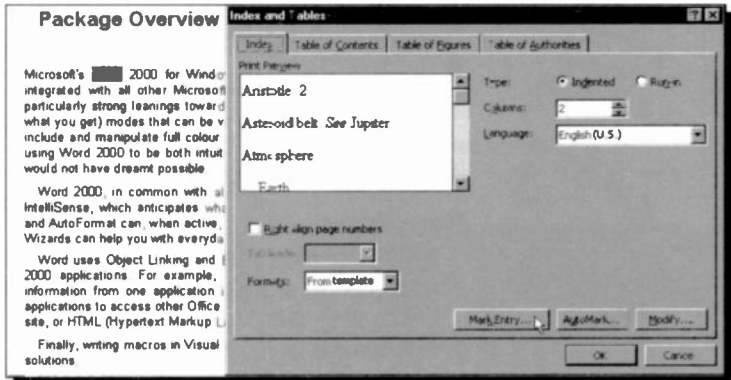 Package Overview
Microsoft's 2000 for Windo
integrated with all other Microsoft
particularly strong leanings toward
what you get) modes that can be v
include and manipulate full colour
using Word 2000 to be both intuit
would not have dreamt possible.
Word 2000, in common with al
IntelliSense, which anticipates wha
and AutoFormat can, when active,
Wizards can help you with everyda
Word uses Object Linking and
2000 applications. For example,
information from one application
applications to access other Office
site, or HTML (Hypertext Markup L
Finally, writing macros in Visual
solutions.
Index and Tables
Index
Table of Contents
Table of Figures
Table of Authorities
Print Preview
Aristotle 2
Asteroid belt See Jupiter
Atmosphere
Earth
Type:
Indented
Run-in
Columns:
2
Language:
English (U.S.)
Right align page numbers
Tab leader:
Formats:
From template
Mark Entry...
AutoMark...
Modify...
OK
Cancel